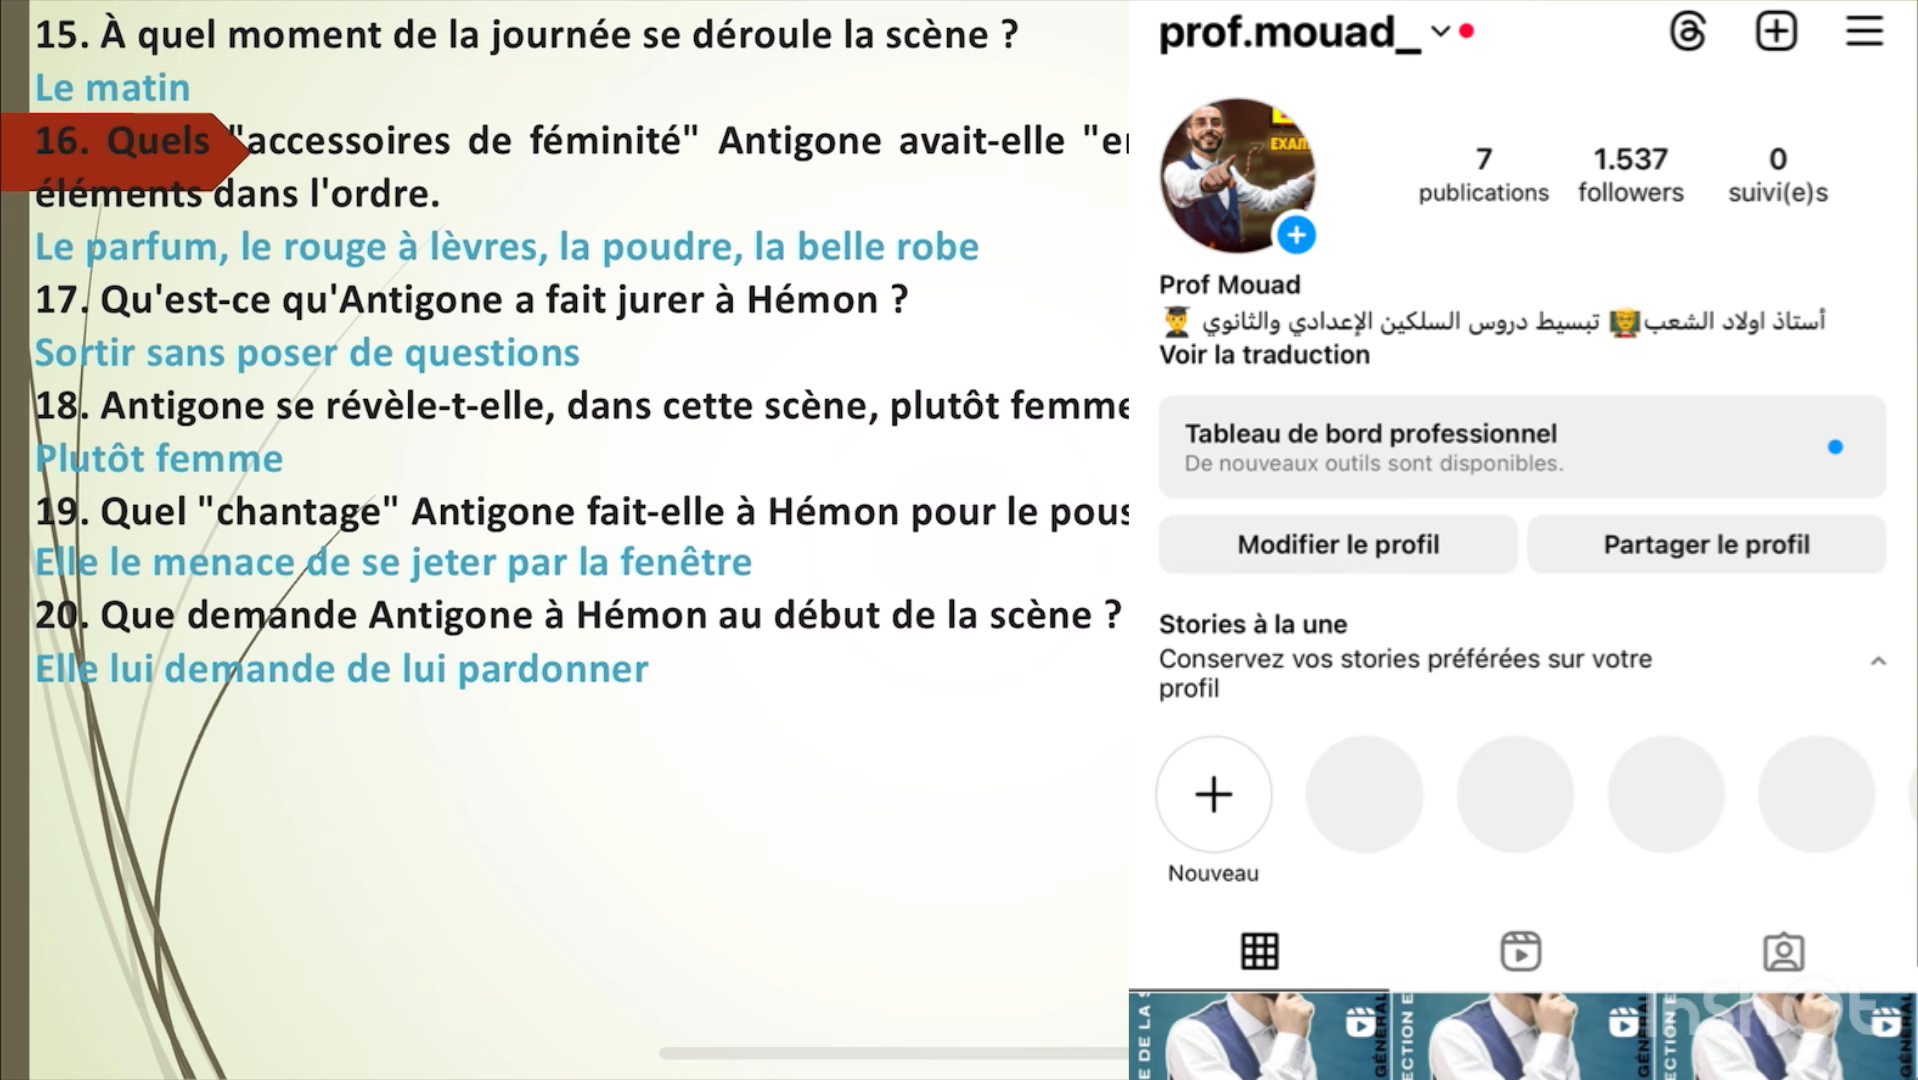 15. À quel moment de la journée se déroule la scène ?
Le matin
16. Quels "accessoires de féminité" Antigone avait-elle
éléments dans l'ordre.
Le parfum, le rouge à lèvres, la poudre, la belle robe
17. Qu'est-ce qu'Antigone a fait jurer à Hémon ?
Sortir sans poser de questions
18. Antigone se révèle-t-elle, dans cette scène, plutôt femme
Plutôt femme
19. Quel "chantage" Antigone fait-elle à Hémon pour le
Elle le menace de se jeter par la fenêtre
20. Que demande Antigone à Hémon au début de la scène ?
Elle lui demande de lui pardonner
prof.mouad_
7
publications
1.537
followers
0
suivi(e)s
Prof Mouad
أستاذ اولاد الشعب👨‍🏫 تبسيط دروس السلكين الإعدادي والثانوي 👨‍🎓
Voir la traduction
Tableau de bord professionnel
De nouveaux outils sont disponibles.
Modifier le profil
Partager le profil
Stories à la une
Conservez vos stories préférées sur votre
profil
Nouveau
InShOt